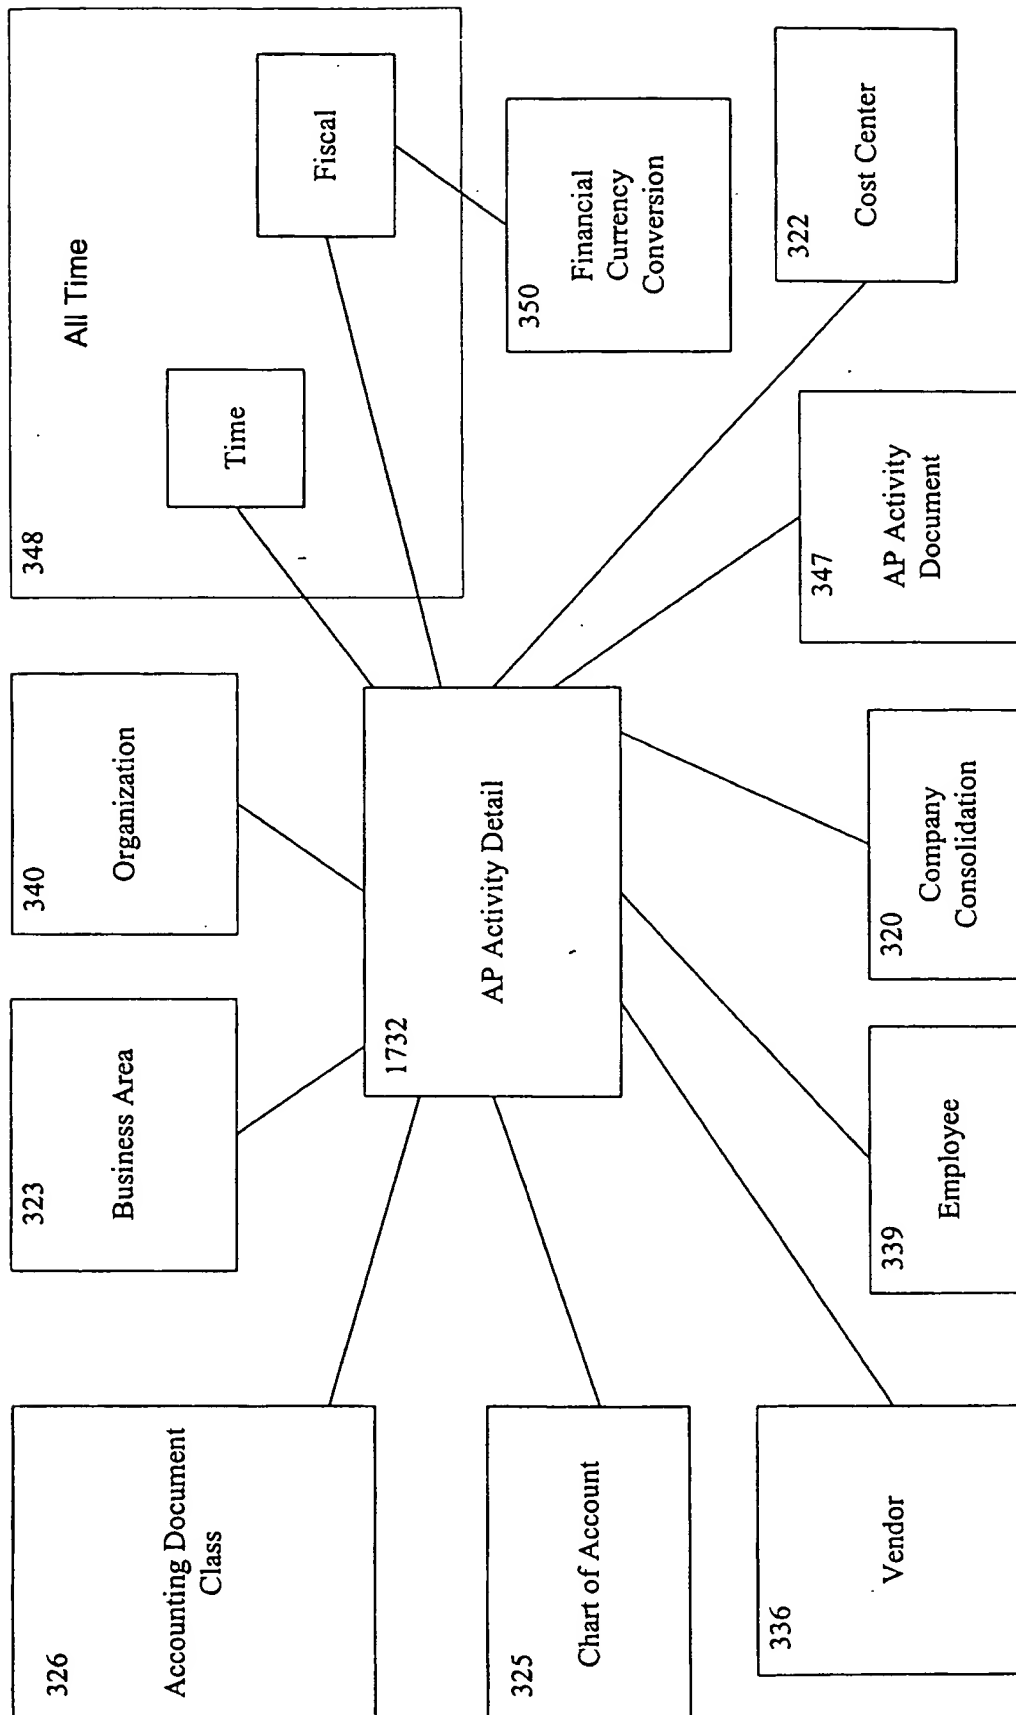 326
Accounting Document
Class
323
Business Area
340
Organization
348
All Time
Time
Fiscal
325
Chart of Account
1732
AP Activity Detail
350
Financial
Currency
Conversion
336
Vendor
339
Employee
320
Company
Consolidation
347
AP Activity
Document
322
Cost Center